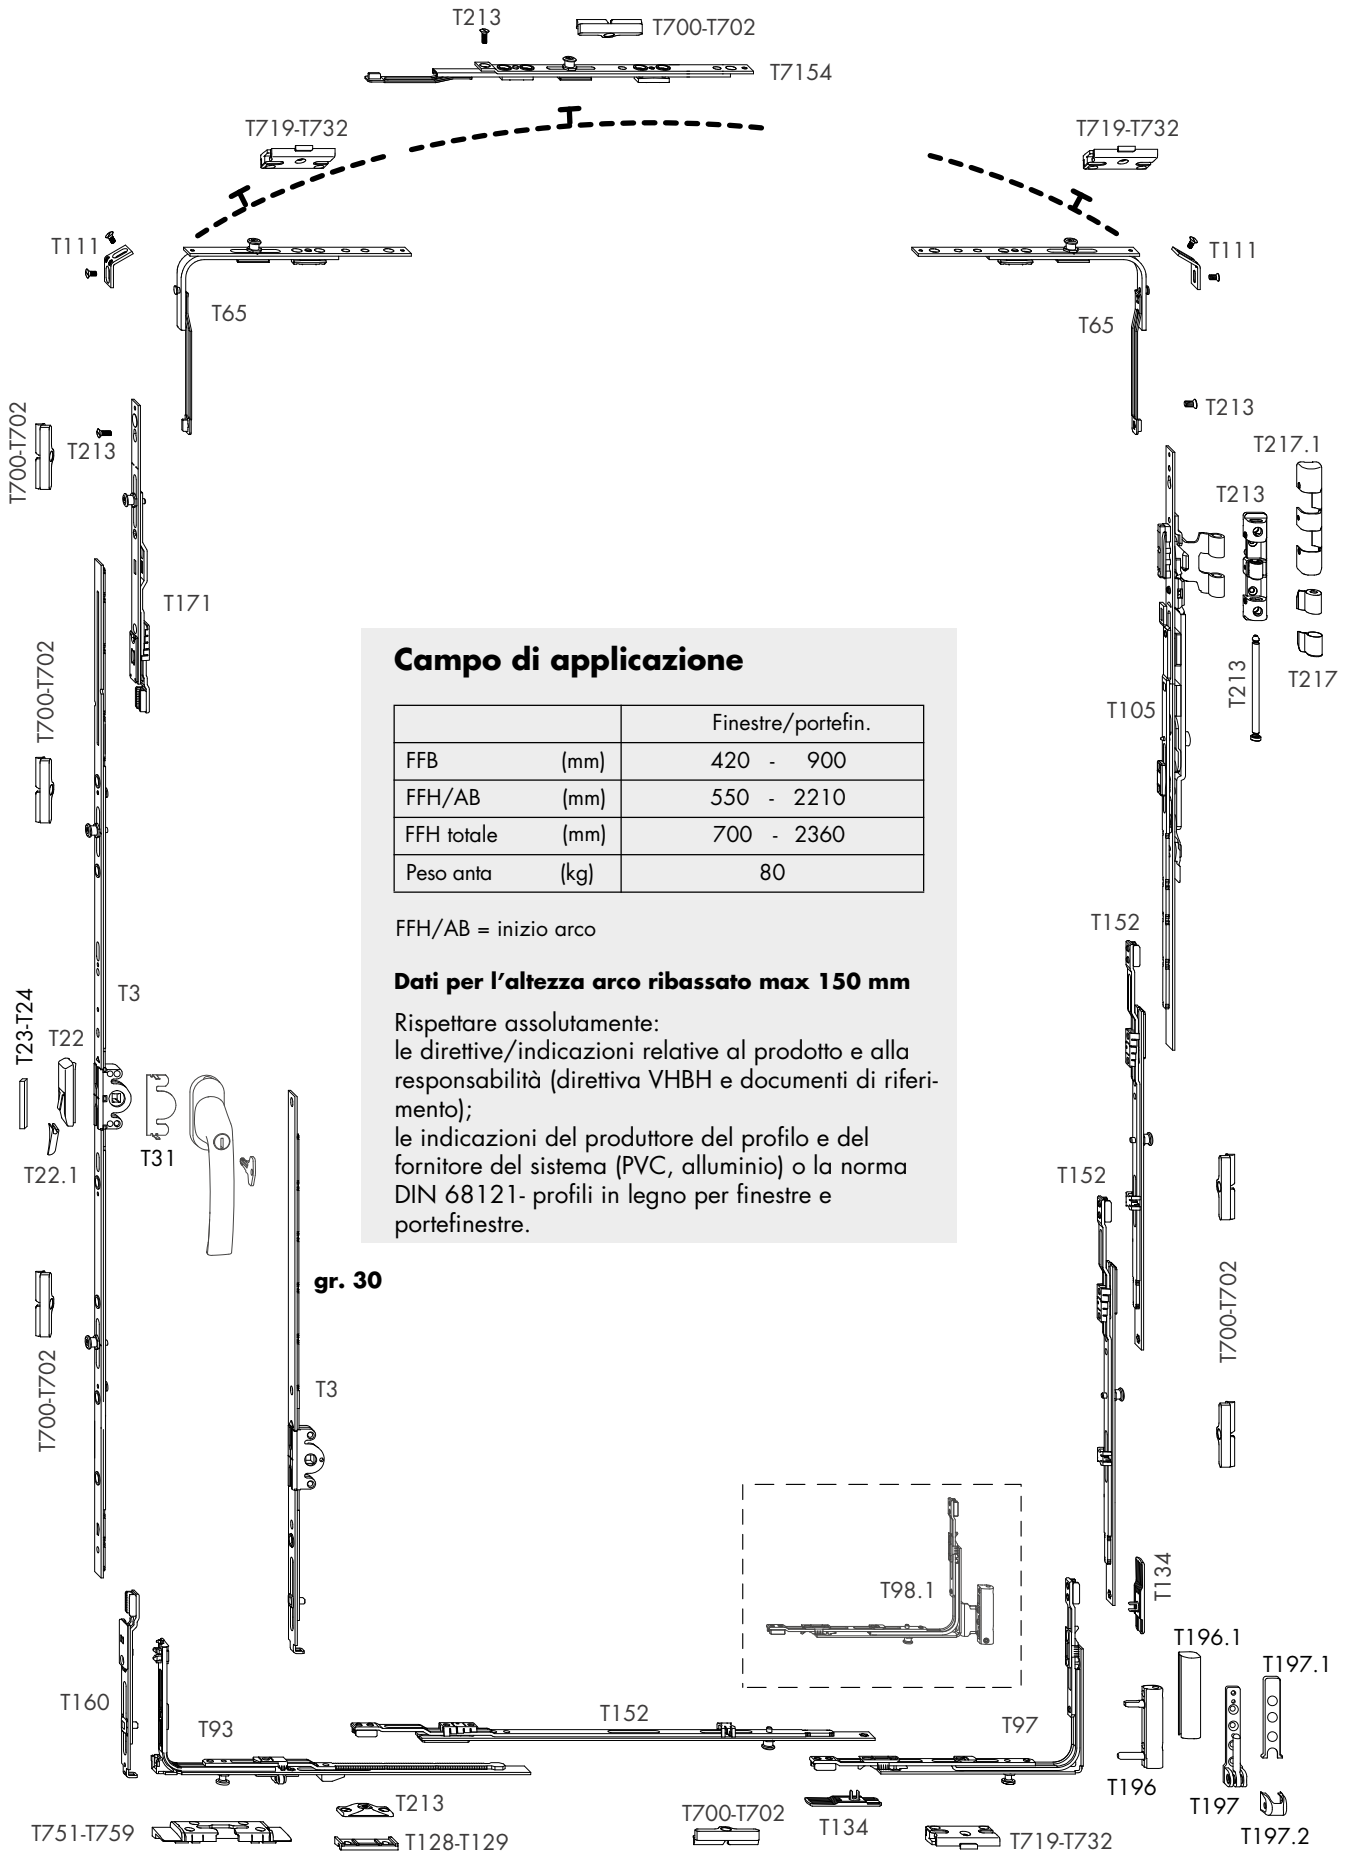 T213
T700-T702
T7154
T719-T732
T719-T732
T111
T111
T65
T65
T213
T700-T702
T213
T217.1
T213
T171
T700-T702
T213
T217
T105
Campo di applicazione
Finestre/portefin.
FFB (mm) 420 - 900
FFH/AB (mm) 550 - 2210
FFH totale (mm) 700 - 2360
Peso anta (kg) 80
FFH/AB = inizio arco
Dati per l'altezza arco ribassato max 150 mm
Rispettare assolutamente:
le direttive/indicazioni relative al prodotto e alla
responsabilità (direttiva VHBH e documenti di riferi-
mento);
le indicazioni del produttore del profilo e del
fornitore del sistema (PVC, alluminio) o la norma
DIN 68121- profili in legno per finestre e
portefinestre.
T152
T3
T23-T24
T22
T22.1
T31
T152
gr. 30
T700-T702
T700-T702
T3
T98.1
T134
T196.1
T197.1
T160
T93
T152
T97
T196
T197
T197.2
T213
T751-T759
T128-T129
T700-T702
T134
T719-T732